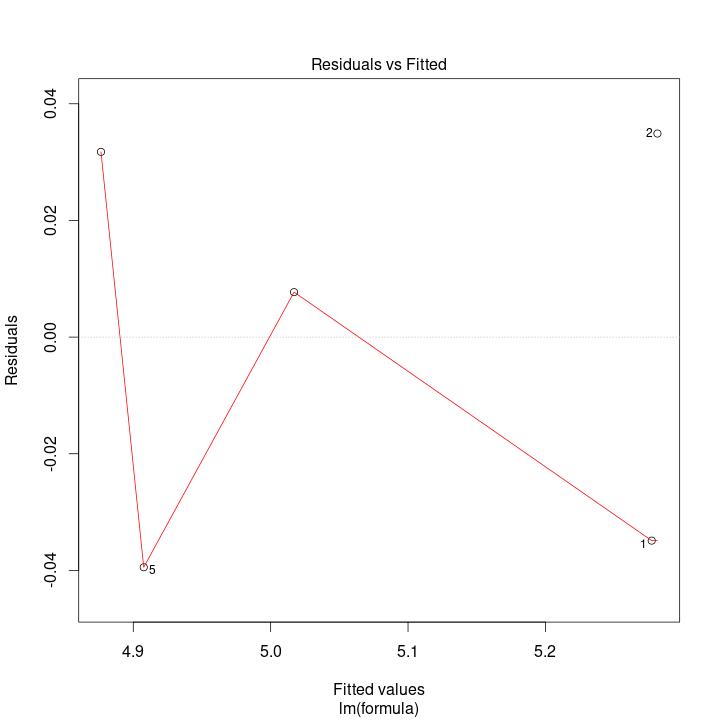 Residuals vs Fitted
0.04
0.02
0.00
-0.02
-0.04
Residuals
2
5
1
4.9 5.0 5.1 5.2
Fitted values
lm(formula)